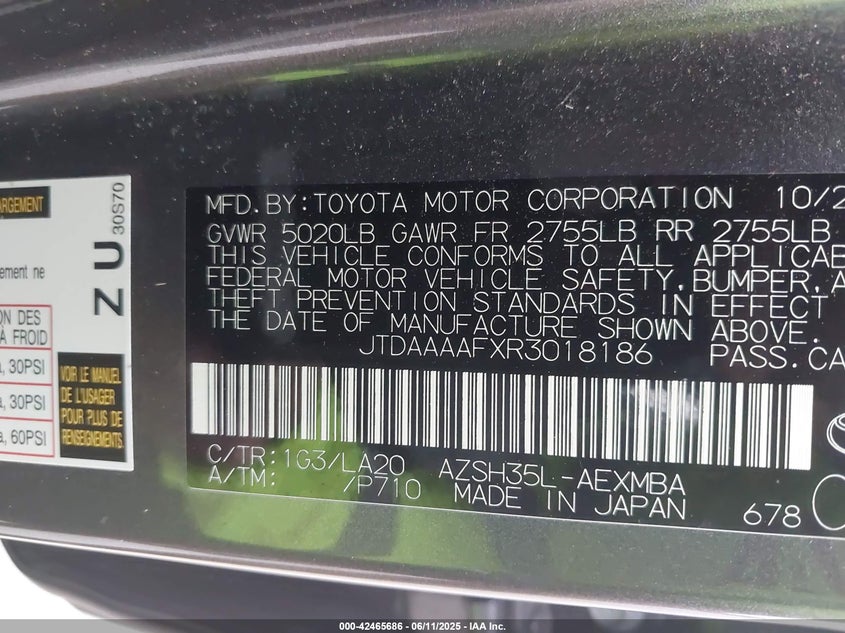 ARGEMENT
ement ne
ON DES
À FROID
a, 30PSI
a, 30PSI
a, 60PSI
Z U
30S70
VOIR LE MANUEL
DE L'USAGER
POUR PLUS DE
RENSEIGNEMENTS
MFD.BY:TOYOTA MOTOR CORPORATION 10/2
GVWR 5020LB GAWR FR 2755LB RR 2755LB
THIS VEHICLE CONFORMS TO ALL APPLICAB
FEDERAL MOTOR VEHICLE SAFETY,BUMPER,A
THEFT PREVENTION STANDARDS IN EFFECT
THE DATE OF MANUFACTURE SHOWN ABOVE.
JTDAAAAFXR3018186 PASS.CA
C/TR:1G3/LA20 AZSH35L-AEXMBA
A/TM: /P710 MADE IN JAPAN 678
000-42465686 - 06/11/2025 - IAA Inc.